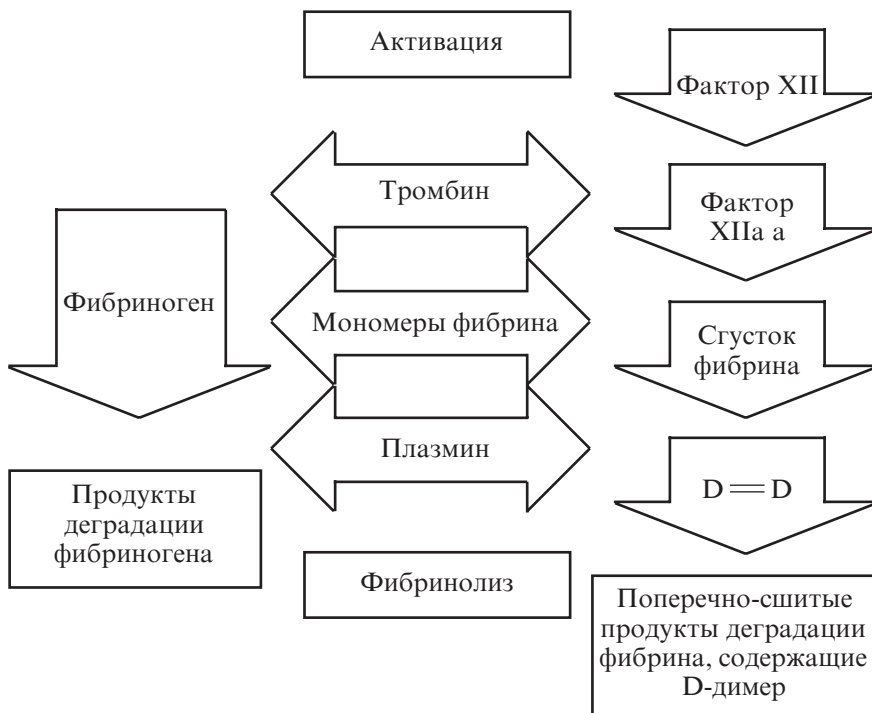 Активация
Фактор XII
Тромбин
Фактор
XIIа а
Фибриноген
Мономеры фибрина
Сгусток
фибрина
Плазмин
D═D
Продукты
деградации
фибриногена
Фибринолиз
Поперечно-сшитые
продукты деградации
фибрина, содержащие
D-димер